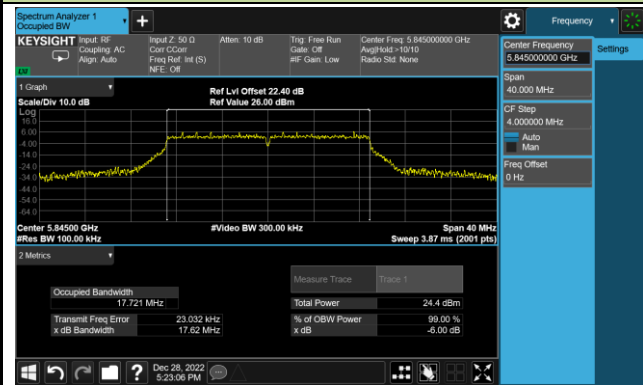 Spectrum Analyzer 1
Occupied BW
Frequency
KEYSIGHT
Input: RF
Coupling: AC
Align: Auto
Input Z: 50 Ω
Corr CCorr
Freq Ref: Int (S)
NFE: Off
Atten: 10 dB
Trig: Free Run
Gate: Off
#IF Gain: Low
Center Freq: 5.845000000 GHz
Avg|Hold:>10/10
Radio Std: None
Center Frequency
5.845000000 GHz
Settings
Span
40.000 MHz
CF Step
4.000000 MHz
Auto
Man
Freq Offset
0 Hz
1 Graph
Scale/Div 10.0 dB
Ref Lvl Offset 22.40 dB
Ref Value 26.00 dBm
Log
16.0
6.00
-4.00
-14.0
-24.0
-34.0
-44.0
-54.0
-64.0
Center 5.84500 GHz
#Video BW 300.00 kHz
Span 40 MHz
#Res BW 100.00 kHz
Sweep 3.87 ms (2001 pts)
2 Metrics
Measure Trace
Trace 1
Occupied Bandwidth
17.721 MHz
Total Power
24.4 dBm
Transmit Freq Error
23.032 kHz
% of OBW Power
99.00 %
x dB Bandwidth
17.62 MHz
x dB
-6.00 dB
?
Dec 28, 2022
5:23:06 PM